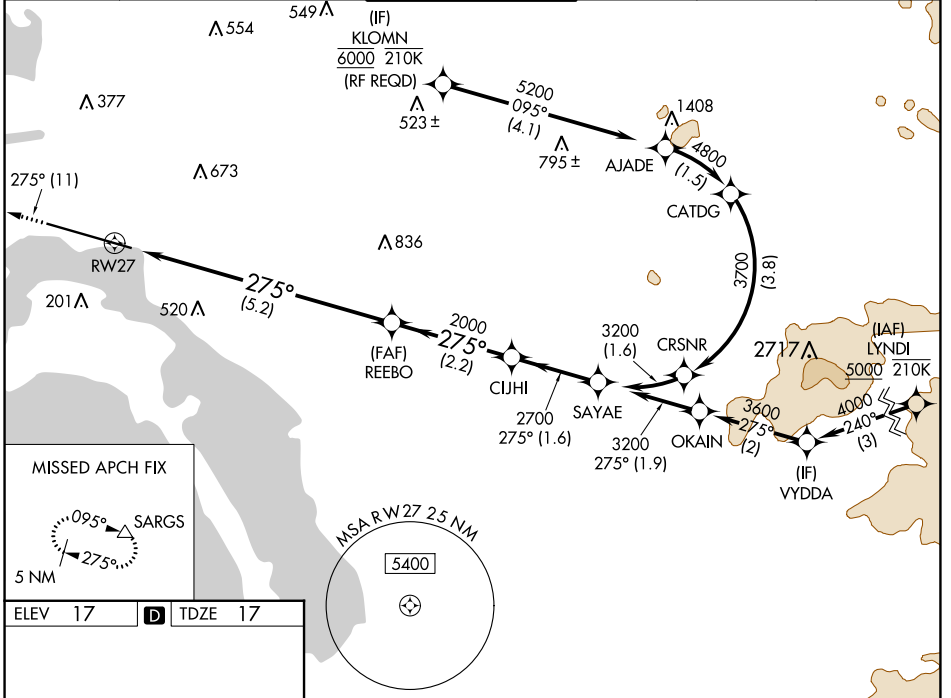 549
554
(IF)
KLOMN
6000 210K
(RF REQD)
377
523 ±
5200
095°
(4.1)
795 ±
1408
AJADE
4800
(1.5)
CATDG
673
275° (11)
RW27
836
3700
(3.8)
201
520
275°
(5.2)
(FAF)
REEBO
2000
275°
(2.2)
CIJHI
3200
(1.6)
CRSNR
2717
(IAF)
LYNDI
5000 210K
SAYAE
2700
275° (1.6)
OKAIN
3200
275° (1.9)
3600
275°
(2)
4000
240°
(3)
(IF)
VYDDA
MISSED APCH FIX
095°
SARGS
275°
5 NM
MSA RW27 25 NM
5400
ELEV 17 D TDZE 17